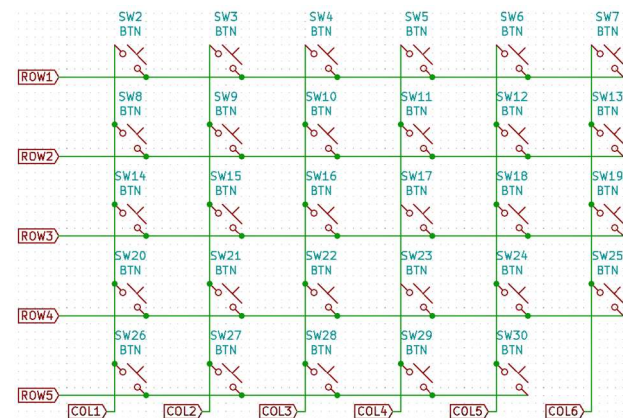 SW2 SW3 SW4 SW5 SW6 SW7
BTN BTN BTN BTN BTN BTN
ROW1
SW8 SW9 SW10 SW11 SW12 SW13
BTN BTN BTN BTN BTN BTN
ROW2
SW14 SW15 SW16 SW17 SW18 SW19
BTN BTN BTN BTN BTN BTN
ROW3
SW20 SW21 SW22 SW23 SW24 SW25
BTN BTN BTN BTN BTN BTN
ROW4
SW26 SW27 SW28 SW29 SW30
BTN BTN BTN BTN BTN
ROW5
COL1 COL2 COL3 COL4 COL5 COL6